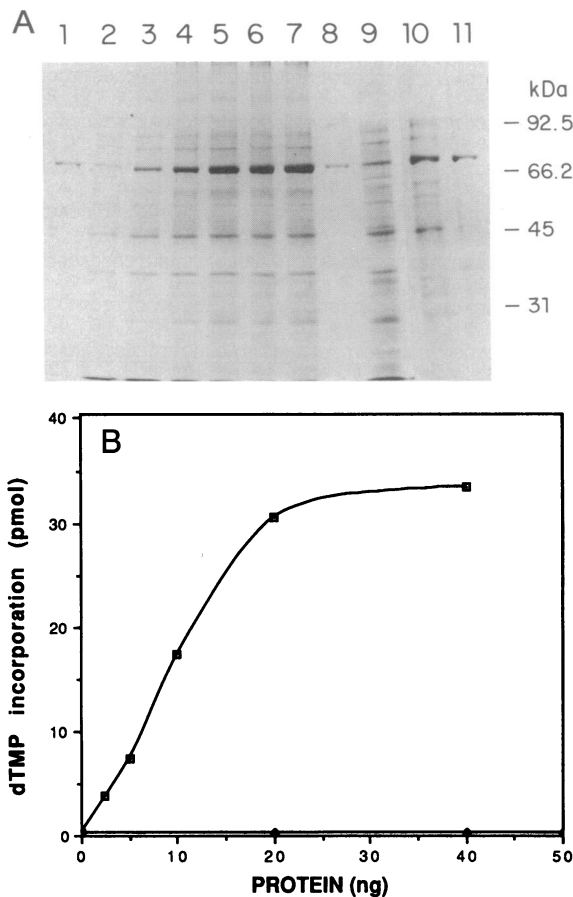 A
1 2 3 4 5 6 7 8 9 10 11
kDa
– 92.5
– 66.2
– 45
– 31
B
40
30
20
10
0
dTMP incorporation (pmol)
0 10 20 30 40 50
PROTEIN (ng)